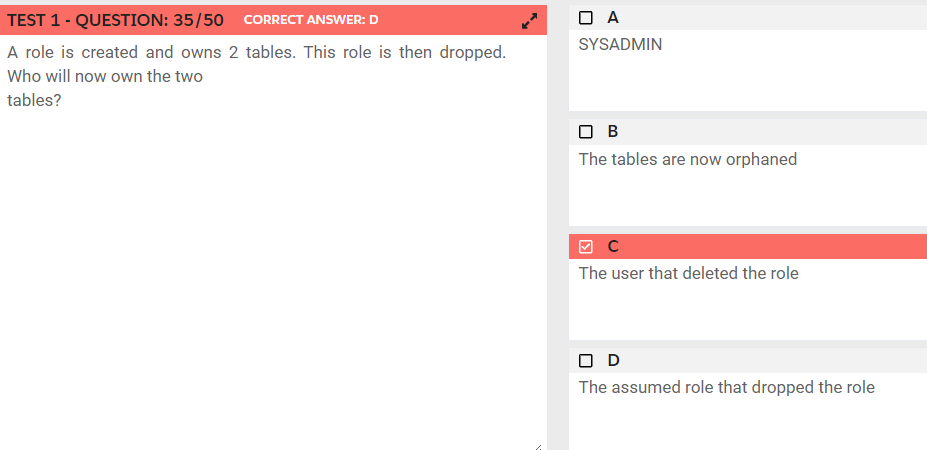 TEST 1 - QUESTION: 35/50 CORRECT ANSWER: D
A role is created and owns 2 tables. This role is then dropped.
Who will now own the two
tables?
A
SYSADMIN
B
The tables are now orphaned
C
The user that deleted the role
D
The assumed role that dropped the role